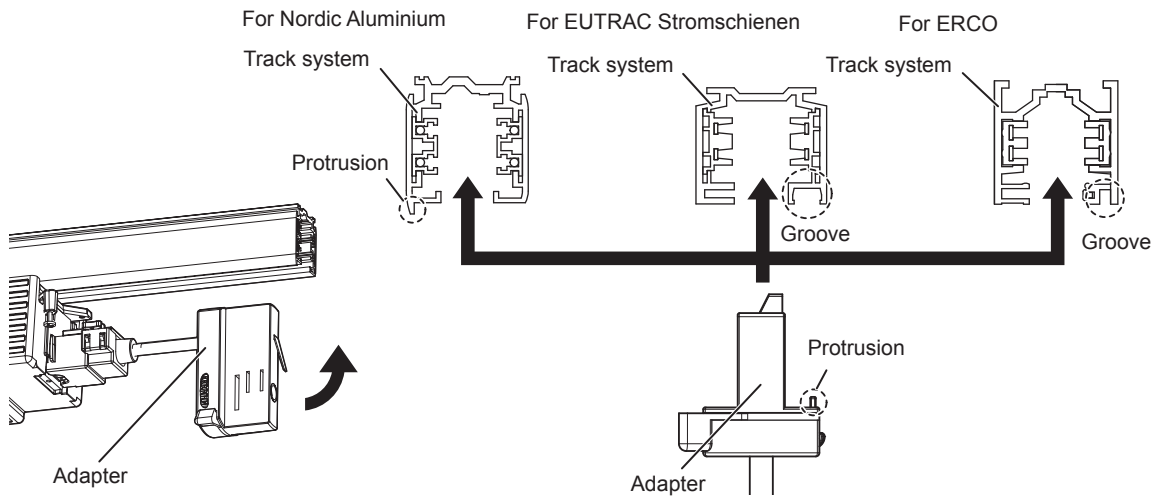 For Nordic Aluminium
For EUTRAC Stromschienen
For ERCO
Track system
Track system
Track system
Protrusion
Groove
Groove
Protrusion
Adapter
Adapter